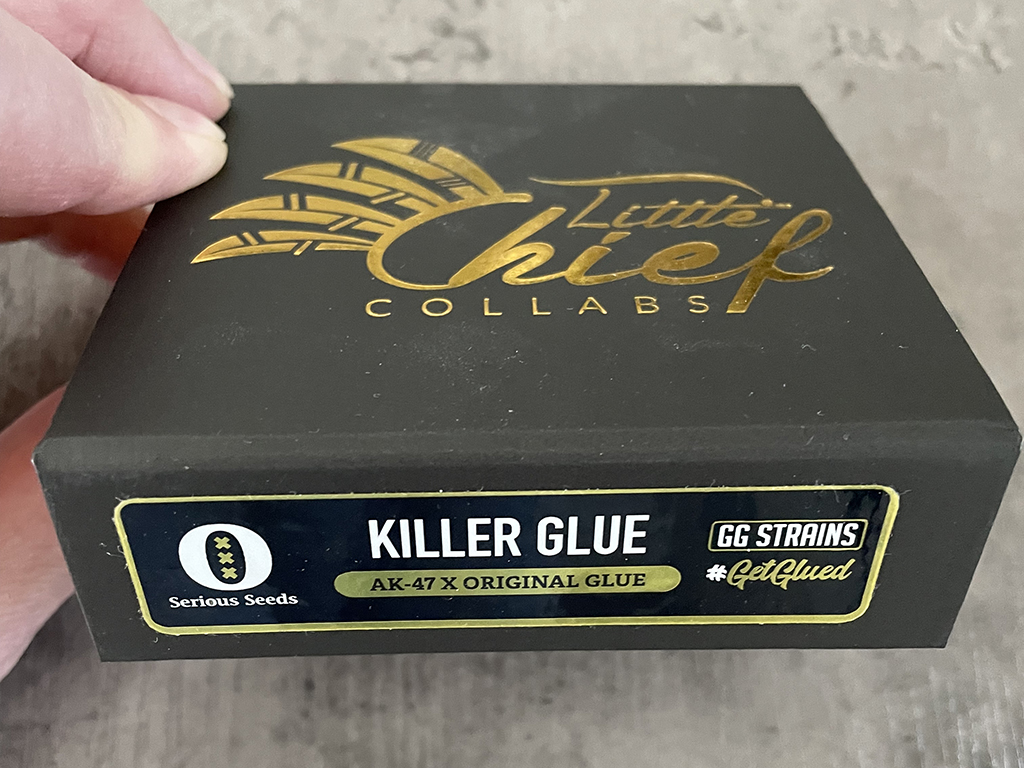 Little
Chief
COLLABS
Serious Seeds
KILLER GLUE
AK-47 X ORIGINAL GLUE
GG STRAINS
#GetGlued